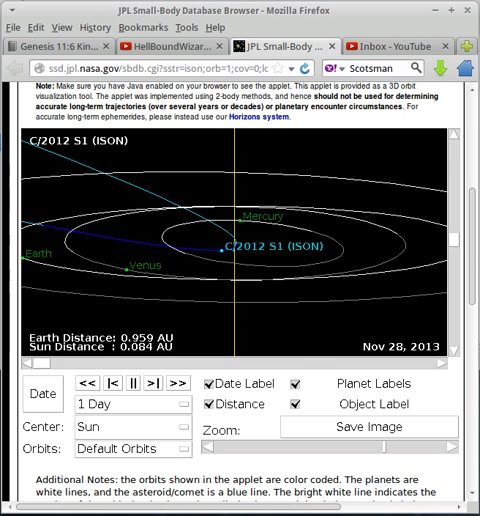 JPL Small-Body Database Browser - Mozilla Firefox
File Edit View History Bookmarks Tools Help
Genesis 11:6 Kin... HellBoundWizar... JPL Small-Body ... Inbox - YouTube
ssd.jpl.nasa.gov/sbdb.cgi?sstr=ison;orb=1;cov=0;lo Scotsman
Note: Make sure you have Java enabled on your browser to see the applet. This applet is provided as a 3D orbit
visualization tool. The applet was implemented using 2-body methods, and hence should not be used for determining
accurate long-term trajectories (over several years or decades) or planetary encounter circumstances. For
accurate long-term ephemerides, please instead use our Horizons system.
C/2012 S1 (ISON)
Mercury
C/2012 S1 (ISON)
Earth
Venus
Earth Distance: 0.959 AU
Sun Distance : 0.084 AU
Nov 28, 2013
Date << |< || >| >> Date Label Planet Labels
1 Day Distance Object Label
Center: Sun Zoom: Save Image
Orbits: Default Orbits
Additional Notes: the orbits shown in the applet are color coded. The planets are
white lines, and the asteroid/comet is a blue line. The bright white line indicates the